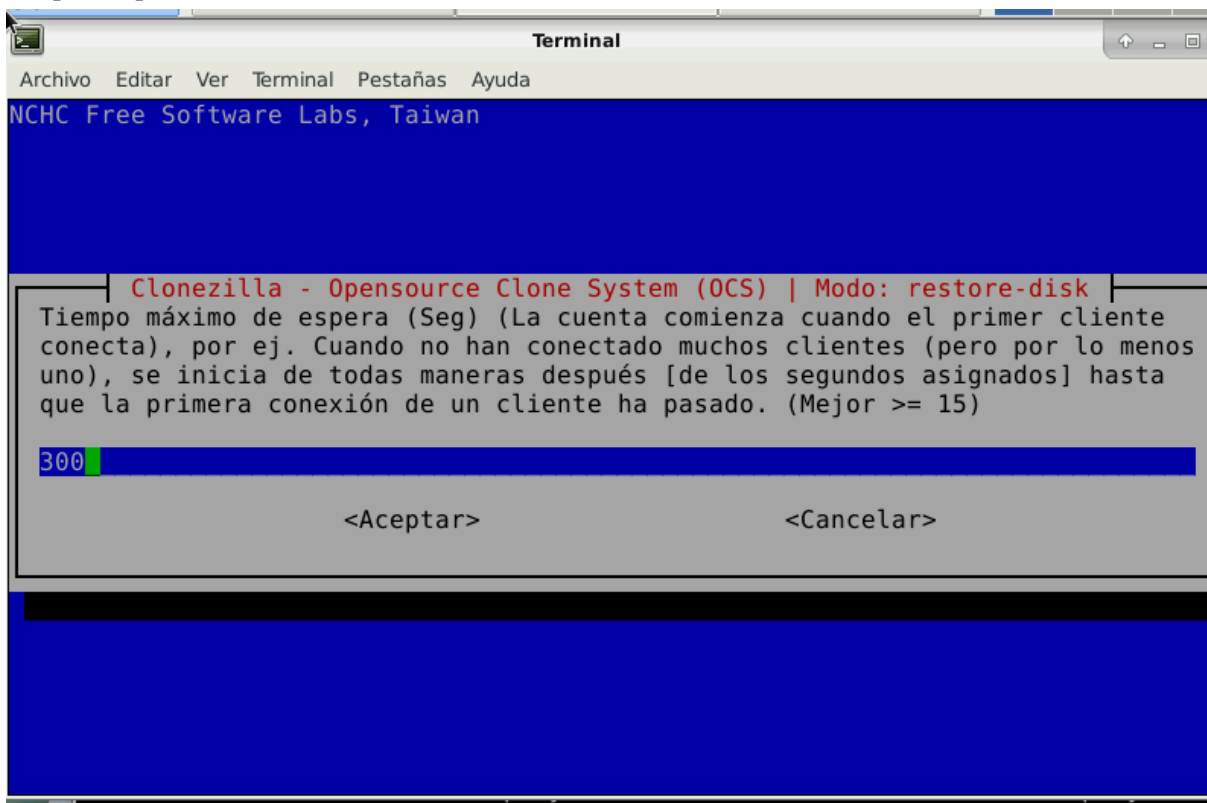 Terminal
Archivo Editar Ver Terminal Pestañas Ayuda
NCHC Free Software Labs, Taiwan
Clonezilla - Opensource Clone System (OCS) | Modo: restore-disk
Tiempo máximo de espera (Seg) (La cuenta comienza cuando el primer cliente
conecta), por ej. Cuando no han conectado muchos clientes (pero por lo menos
uno), se inicia de todas maneras después [de los segundos asignados] hasta
que la primera conexión de un cliente ha pasado. (Mejor >= 15)
300
<Aceptar> <Cancelar>